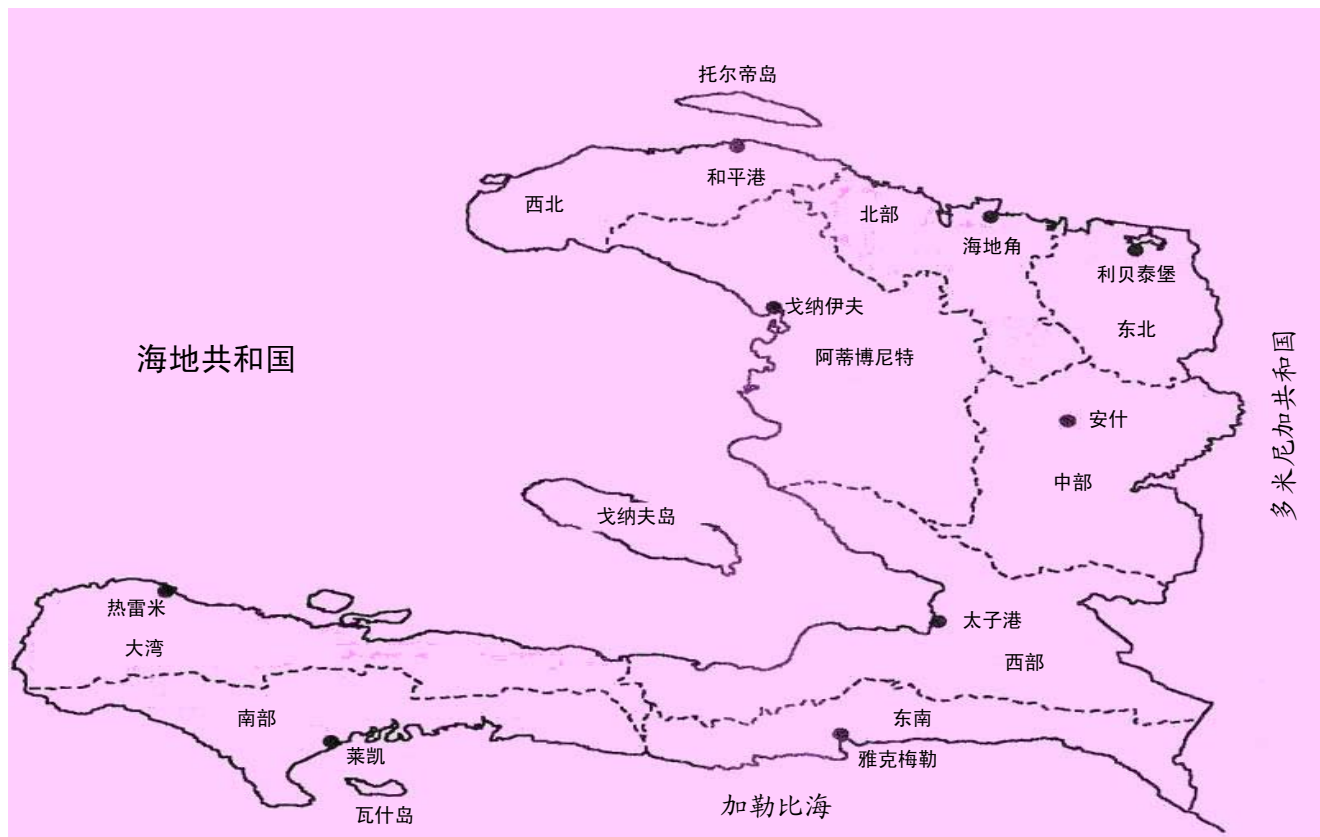 托尔帝岛
和平港
西北
北部
海地角
利贝泰堡
戈纳伊夫
东北
海地共和国
阿蒂博尼特
多米尼加共和国
安什
中部
戈纳夫岛
热雷米
太子港
大湾
西部
南部
东南
莱凯
雅克梅勒
瓦什岛
加勒比海